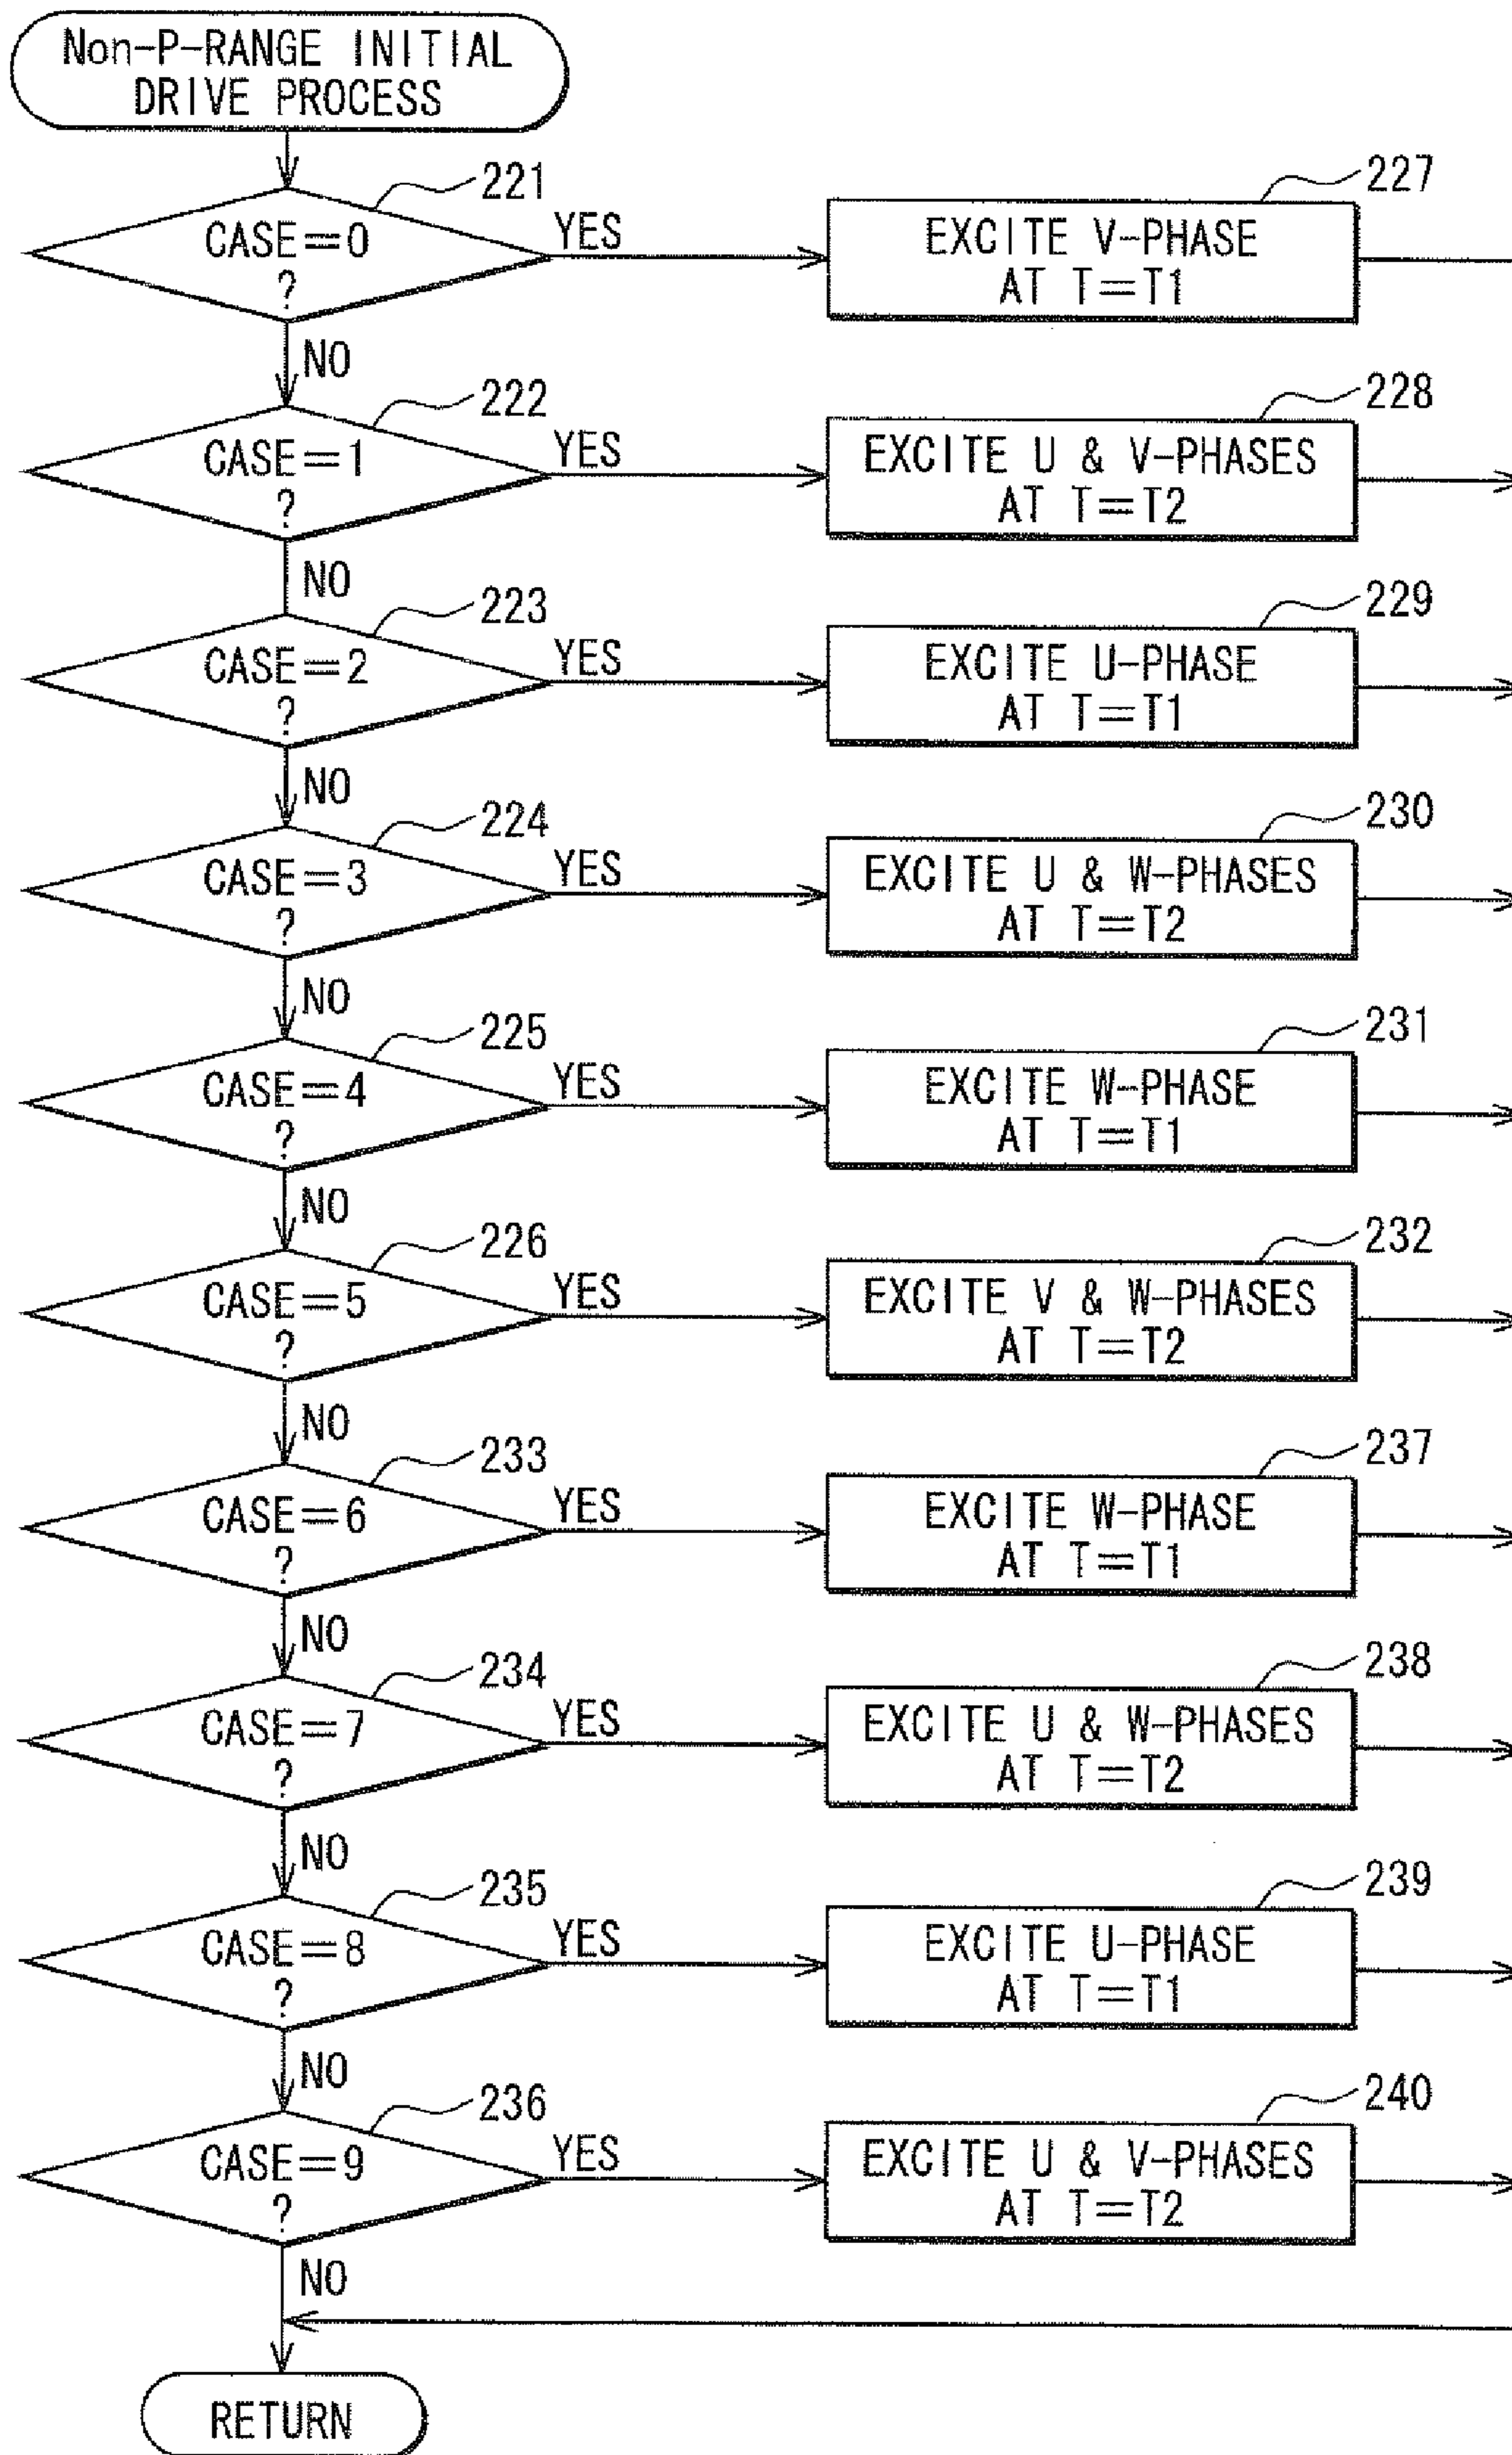 Non-P-RANGE INITIAL
DRIVE PROCESS
221
CASE=0
?
YES
227
EXCITE V-PHASE
AT T=T1
NO
222
CASE=1
?
YES
228
EXCITE U & V-PHASES
AT T=T2
NO
223
CASE=2
?
YES
229
EXCITE U-PHASE
AT T=T1
NO
224
CASE=3
?
YES
230
EXCITE U & W-PHASES
AT T=T2
NO
225
CASE=4
?
YES
231
EXCITE W-PHASE
AT T=T1
NO
226
CASE=5
?
YES
232
EXCITE V & W-PHASES
AT T=T2
NO
233
CASE=6
?
YES
237
EXCITE W-PHASE
AT T=T1
NO
234
CASE=7
?
YES
238
EXCITE U & W-PHASES
AT T=T2
NO
235
CASE=8
?
YES
239
EXCITE U-PHASE
AT T=T1
NO
236
CASE=9
?
YES
240
EXCITE U & V-PHASES
AT T=T2
NO
RETURN